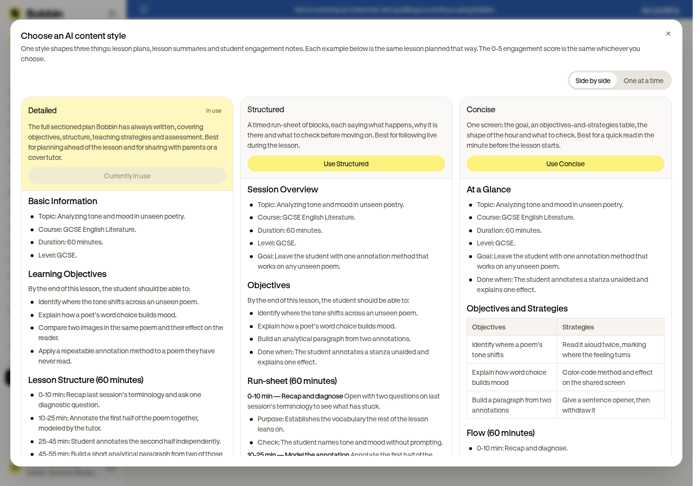 Choose an AI content style
One style shapes three things: lesson plans, lesson summaries and student engagement notes. Each example below is the same lesson planned that way. The 0-5 engagement score is the same whichever you
choose.
Side by side
One at a time
Detailed
In use
The full sectioned plan Bobbin has always written, covering
objectives, structure, teaching strategies and assessment. Best
for planning ahead of the lesson and for sharing with parents or a
cover tutor.
Currently in use
Basic Information
Topic: Analyzing tone and mood in unseen poetry.
Course: GCSE English Literature.
Duration: 60 minutes.
Level: GCSE.
Learning Objectives
By the end of this lesson, the student should be able to:
Identify where the tone shifts across an unseen poem.
Explain how a poet's word choice builds mood.
Compare two images in the same poem and their effect on the
reader.
Apply a repeatable annotation method to a poem they have
never read.
Lesson Structure (60 minutes)
0-10 min: Recap last session's terminology and ask one
diagnostic question.
10-25 min: Annotate the first half of the poem together,
modeled by the tutor.
25-45 min: Student annotates the second half independently.
45-55 min: Build a short analytical paragraph from two of those
Structured
A timed run-sheet of blocks, each saying what happens, why it is
there and what to check before moving on. Best for following live
during the lesson.
Use Structured
Session Overview
Topic: Analyzing tone and mood in unseen poetry.
Course: GCSE English Literature.
Duration: 60 minutes.
Level: GCSE.
Goal: Leave the student with one annotation method that
works on any unseen poem.
Objectives
By the end of this lesson, the student should be able to:
Identify where the tone shifts across an unseen poem.
Explain how a poet's word choice builds mood.
Build an analytical paragraph from two annotations.
Done when: The student annotates a stanza unaided and
explains one effect.
Run-sheet (60 minutes)
0-10 min — Recap and diagnose Open with two questions on last
session's terminology to see what has stuck.
Purpose: Establishes the vocabulary the rest of the lesson
leans on.
Check: The student names tone and mood without prompting.
10-25 min — Model the annotation Annotate the first half of the
Concise
One screen: the goal, an objectives-and-strategies table, the
shape of the hour and what to check. Best for a quick read in the
minute before the lesson starts.
Use Concise
At a Glance
Topic: Analyzing tone and mood in unseen poetry.
Course: GCSE English Literature.
Duration: 60 minutes.
Level: GCSE.
Goal: Leave the student with one annotation method that
works on any unseen poem.
Done when: The student annotates a stanza unaided and
explains one effect.
Objectives and Strategies
Objectives
Strategies
Identify where a poem's
tone shifts
Read it aloud twice, marking
where the feeling turns
Explain how word choice
builds mood
Color-code method and effect
on the shared screen
Build a paragraph from two
annotations
Give a sentence opener, then
withdraw it
Flow (60 minutes)
0-10 min: Recap and diagnose.